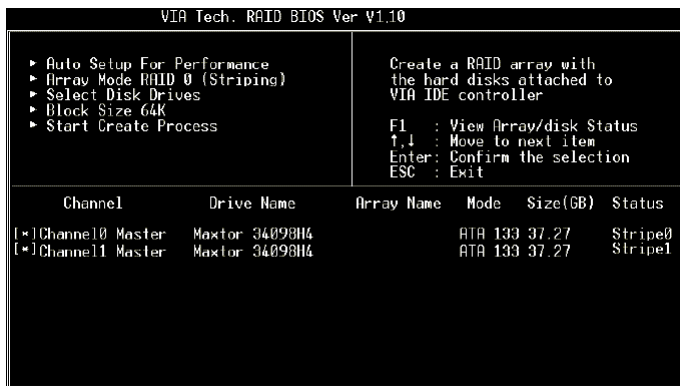 VIA Tech. RAID BIOS Ver V1.10
► Auto Setup For Performance
► Array Mode RAID 0 (Striping)
► Select Disk Drives
► Block Size 64K
► Start Create Process
Create a RAID array with
the hard disks attached to
VIA IDE controller
F1 : View Array/disk Status
↑,↓ : Move to next item
Enter: Confirm the selection
ESC : Exit
Channel Drive Name Array Name Mode Size(GB) Status
[*]Channel0 Master Maxtor 34098H4 ATA 133 37.27 Stripe0
[*]Channel1 Master Maxtor 34098H4 ATA 133 37.27 Stripe1